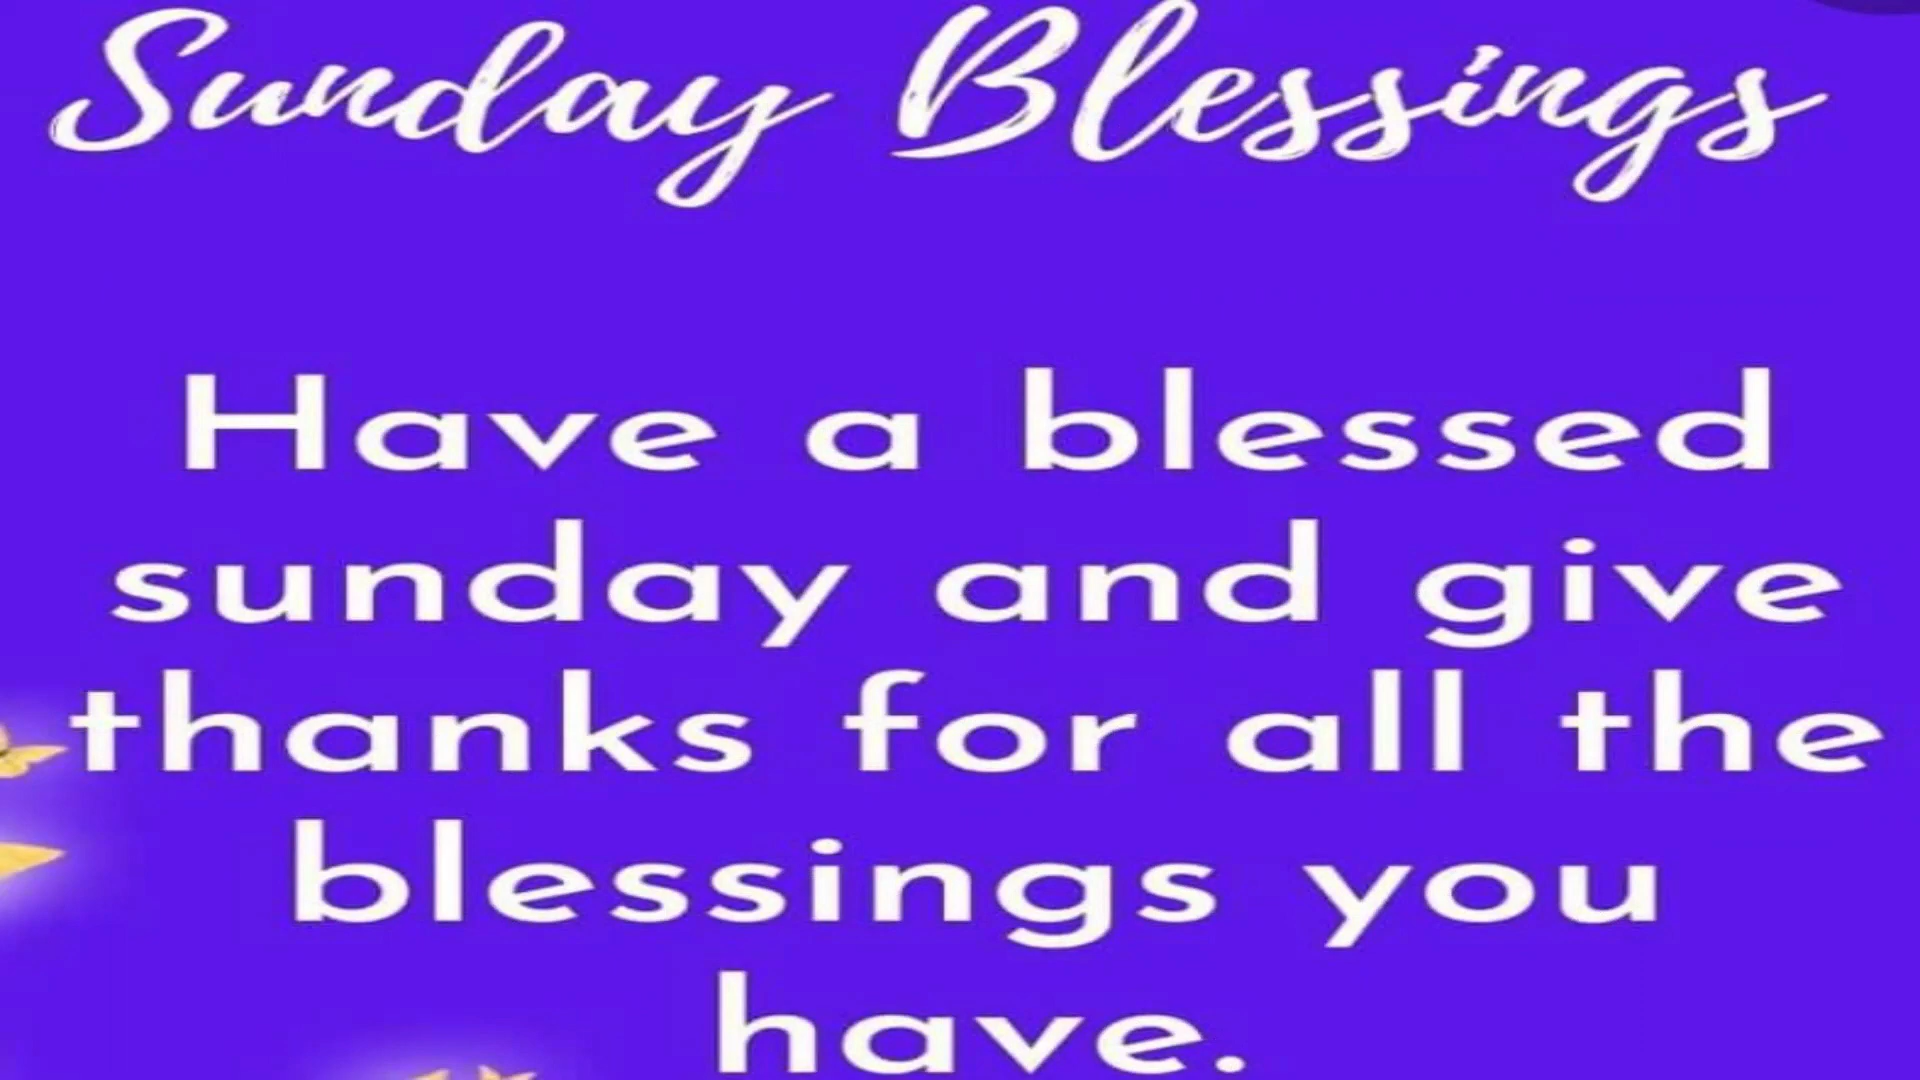 Sunday Blessings
Have a blessed
sunday and give
thanks for all the
blessings you
have.